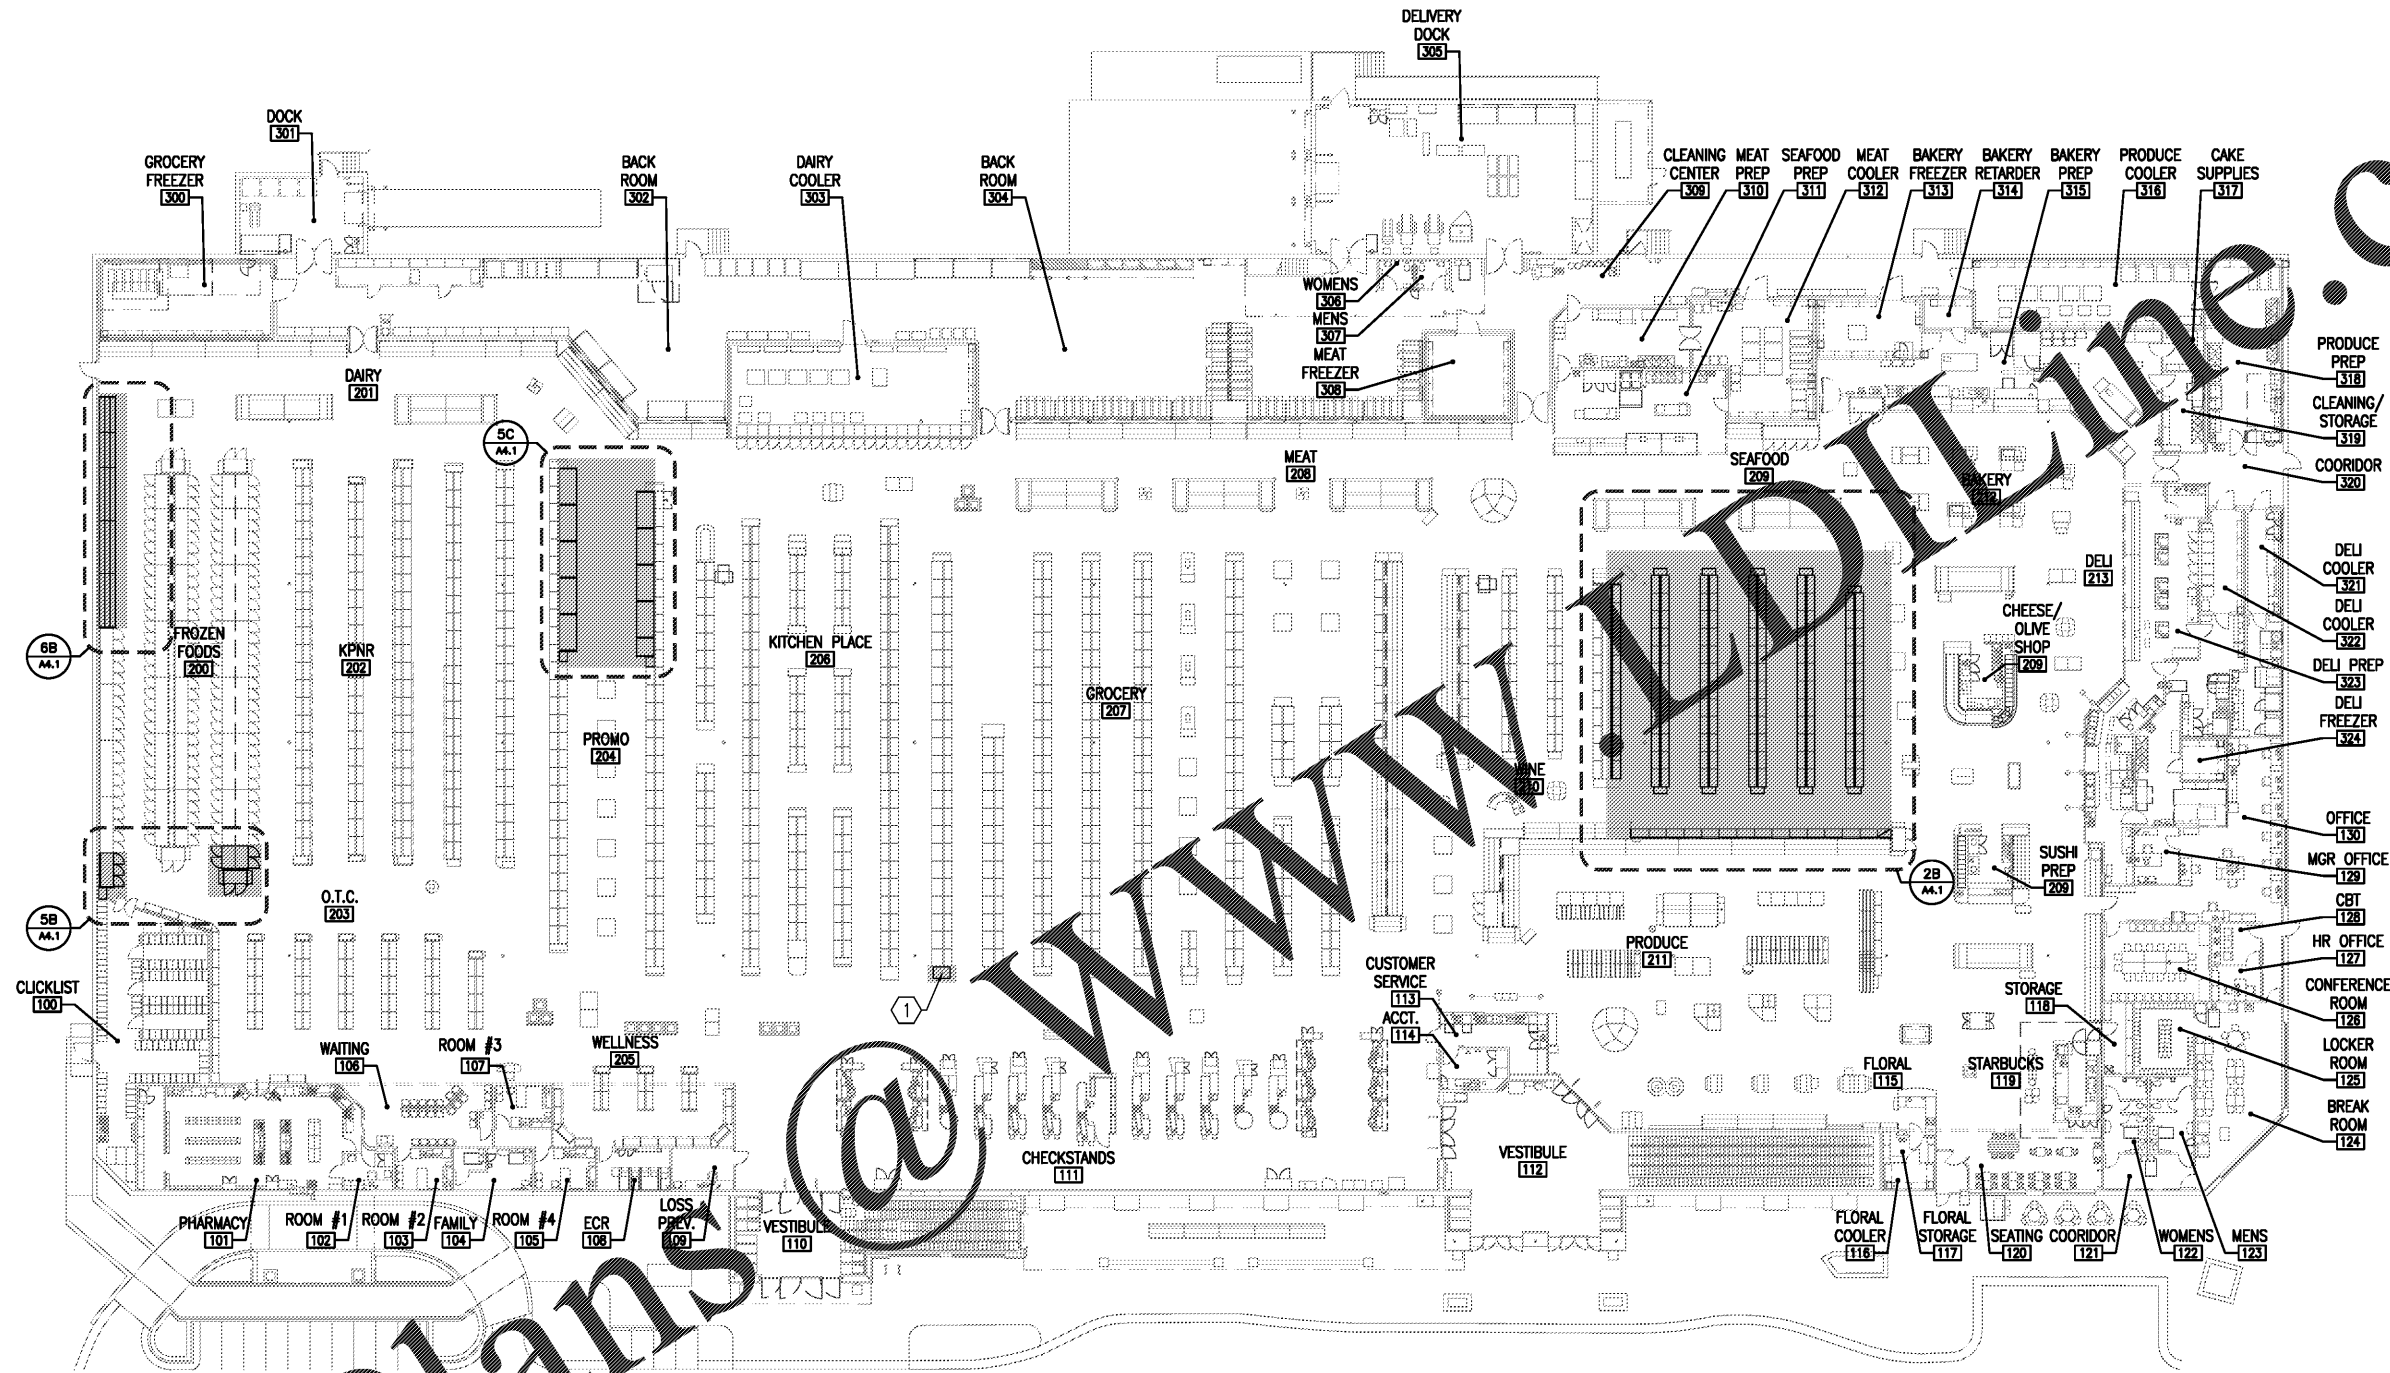 DELIVERY
DOCK
305
DOCK
301
GROCERY
FREEZER
300
BACK
ROOM
302
DAIRY
COOLER
303
BACK
ROOM
304
CLEANING
CENTER
309
MEAT
PREP
310
SEAFOOD
PREP
311
MEAT
COOLER
312
BAKERY
FREEZER
313
BAKERY
RETARDER
314
BAKERY
PREP
315
PRODUCE
COOLER
316
CAKE
SUPPLIES
317
WOMENS
306
MENS
307
MEAT
FREEZER
308
PRODUCE
PREP
318
CLEANING/
STORAGE
319
COORIDOR
320
DAIRY
201
5C
A4.1
MEAT
208
SEAFOOD
209
BAKERY
212
DELI
213
DELI
COOLER
321
DELI
COOLER
322
DELI PREP
323
DELI
FREEZER
324
CHEESE/
OLIVE
SHOP
209
6B
A4.1
FROZEN
FOODS
200
KPNR
202
KITCHEN PLACE
206
GROCERY
207
PROMO
204
WINE
210
OFFICE
130
MGR OFFICE
129
SUSHI
PREP
209
2B
A4.1
CBT
128
HR OFFICE
127
CONFERENCE
ROOM
126
5B
A4.1
O.T.C.
203
PRODUCE
211
CUSTOMER
SERVICE
113
ACCT.
114
STORAGE
118
LOCKER
ROOM
125
CLICKLIST
100
1
WAITING
106
ROOM #3
107
WELLNESS
205
FLORAL
115
STARBUCKS
119
BREAK
ROOM
124
CHECKSTANDS
111
VESTIBULE
112
PHARMACY
101
ROOM #1
102
ROOM #2
103
FAMILY
104
ROOM #4
105
ECR
108
LOSS
PREV.
109
VESTIBULE
110
FLORAL
COOLER
116
FLORAL
STORAGE
117
SEATING
120
COORIDOR
121
WOMENS
122
MENS
123
lans @ www.LDILine.c